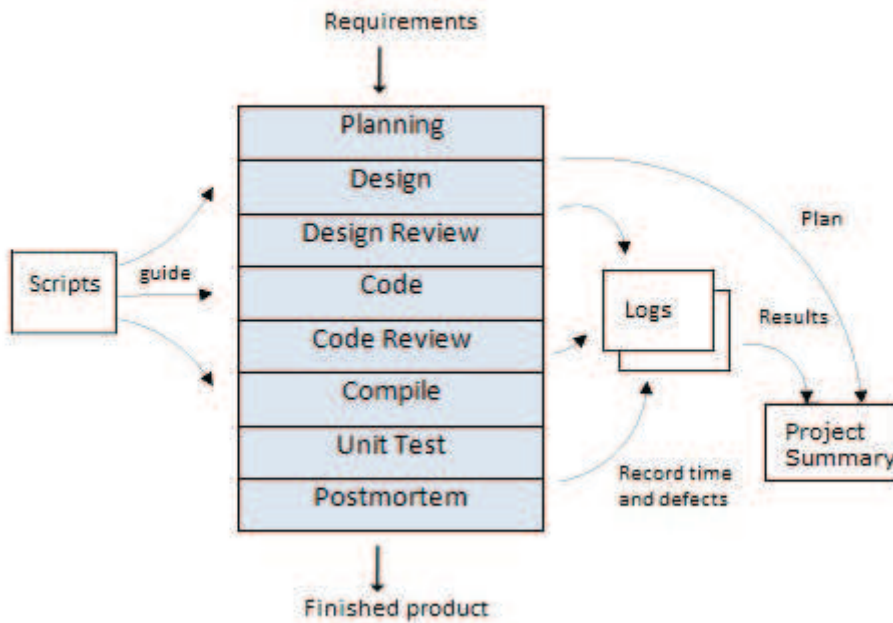 Requirements
Planning
Design
Design Review
Code
Code Review
Compile
Unit Test
Postmortem
Finished product
Scripts
guide
Logs
Plan
Results
Record time
and defects
Project
Summary